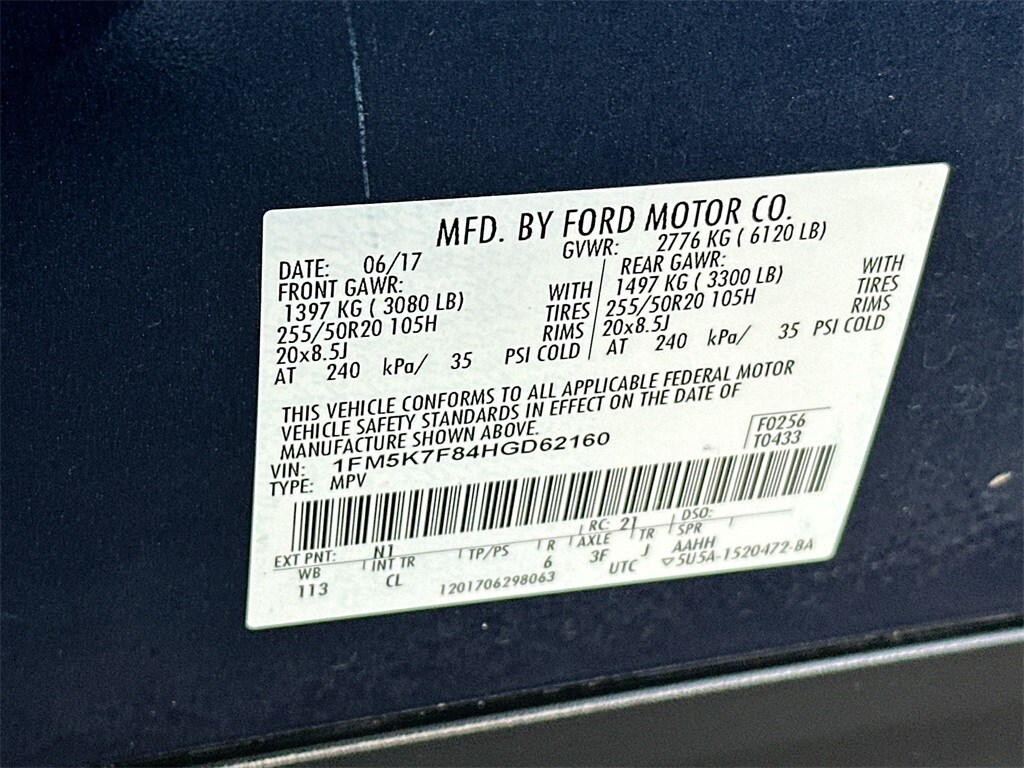 MFD. BY FORD MOTOR CO.
DATE: 06/17 GVWR: 2776 KG ( 6120 LB)
FRONT GAWR: REAR GAWR:
1397 KG ( 3080 LB) WITH 1497 KG ( 3300 LB) WITH
255/50R20 105H TIRES 255/50R20 105H TIRES
20x8.5J RIMS 20x8.5J RIMS
AT 240 kPa/ 35 PSI COLD AT 240 kPa/ 35 PSI COLD
THIS VEHICLE CONFORMS TO ALL APPLICABLE FEDERAL MOTOR
VEHICLE SAFETY STANDARDS IN EFFECT ON THE DATE OF
MANUFACTURE SHOWN ABOVE.
VIN: 1FM5K7F84HGD62160 F0256
TYPE: MPV T0433
EXT PNT: N1 RC: 21 DSO:
WB INT TR TP/PS R AXLE TR SPR
113 CL 6 3F J AAHH
1201706298063 UTC ▽5U5A-1520472-BA